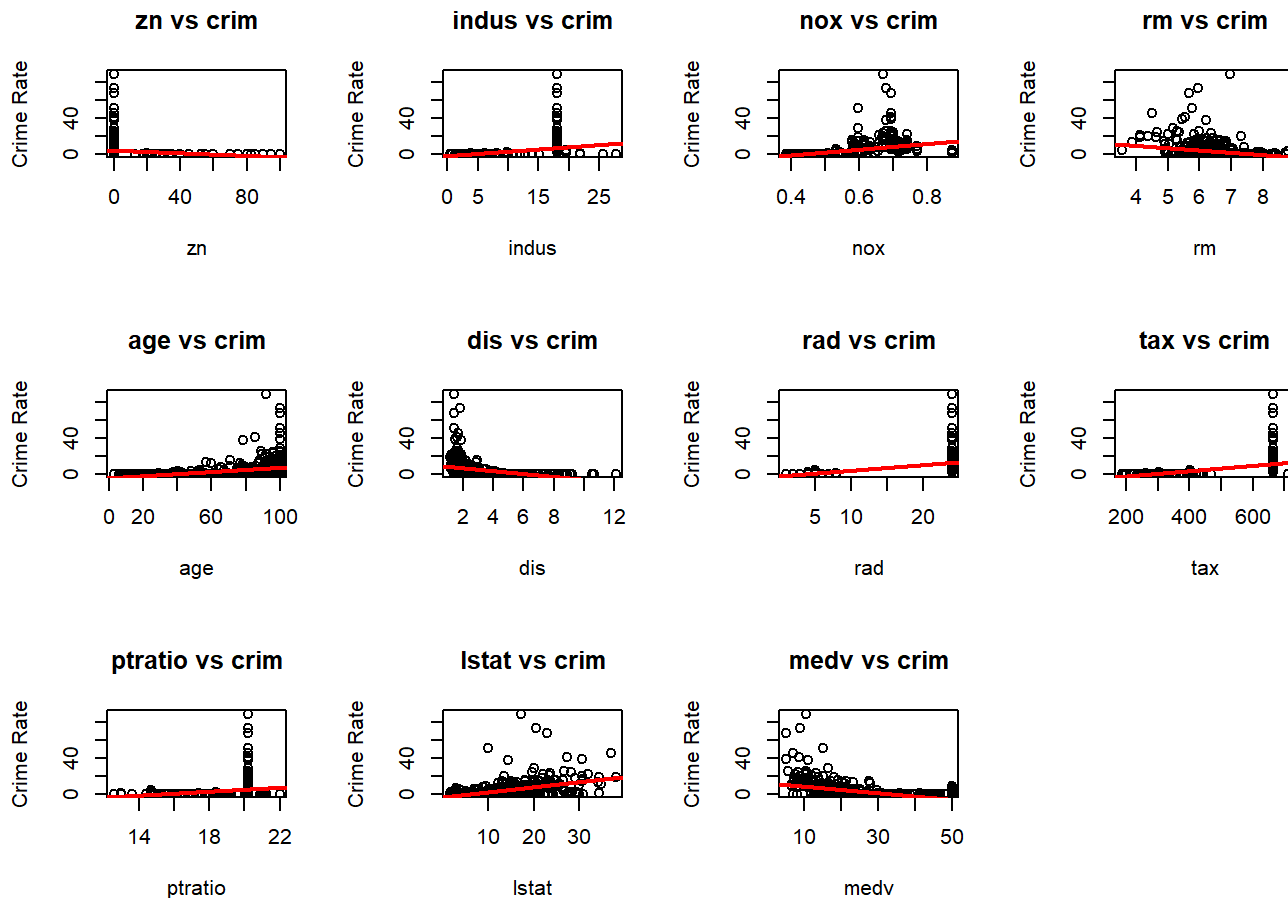 zn vs crim
Crime Rate
0 40
0 40 80
zn
indus vs crim
Crime Rate
0 40
0 5 15 25
indus
nox vs crim
Crime Rate
0 40
0.4 0.6 0.8
nox
rm vs crim
Crime Rate
0 40
4 5 6 7 8
rm
age vs crim
Crime Rate
0 40
0 20 60 100
age
dis vs crim
Crime Rate
0 40
2 4 6 8 12
dis
rad vs crim
Crime Rate
0 40
5 10 20
rad
tax vs crim
Crime Rate
0 40
200 400 600
tax
ptratio vs crim
Crime Rate
0 40
14 18 22
ptratio
lstat vs crim
Crime Rate
0 40
10 20 30
lstat
medv vs crim
Crime Rate
0 40
10 30 50
medv